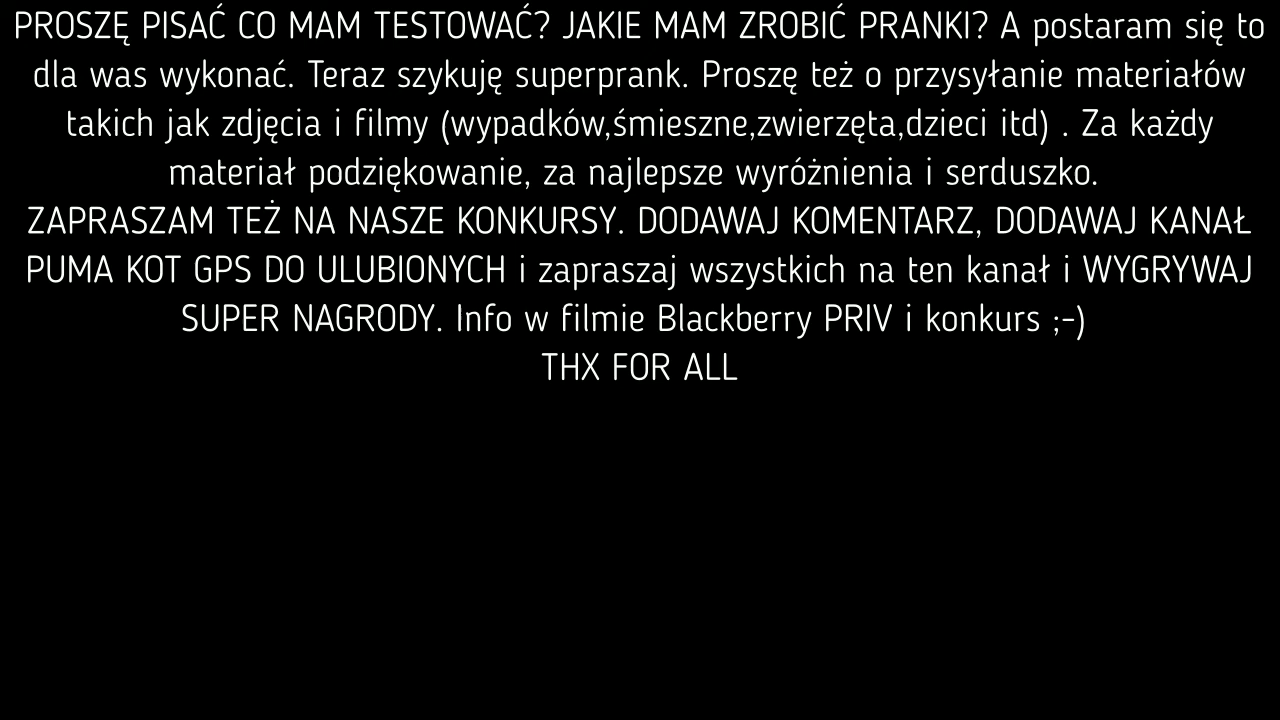 PROSZĘ PISAĆ CO MAM TESTOWAĆ? JAKIE MAM ZROBIĆ PRANKI? A postaram się to
dla was wykonać. Teraz szykuję superprank. Proszę też o przysyłanie materiałów
takich jak zdjęcia i filmy (wypadków,śmieszne,zwierzęta,dzieci itd) . Za każdy
materiał podziękowanie, za najlepsze wyróżnienia i serduszko.
ZAPRASZAM TEŻ NA NASZE KONKURSY. DODAWAJ KOMENTARZ, DODAWAJ KANAŁ
PUMA KOT GPS DO ULUBIONYCH i zapraszaj wszystkich na ten kanał i WYGRYWAJ
SUPER NAGRODY. Info w filmie Blackberry PRIV i konkurs ;-)
THX FOR ALL